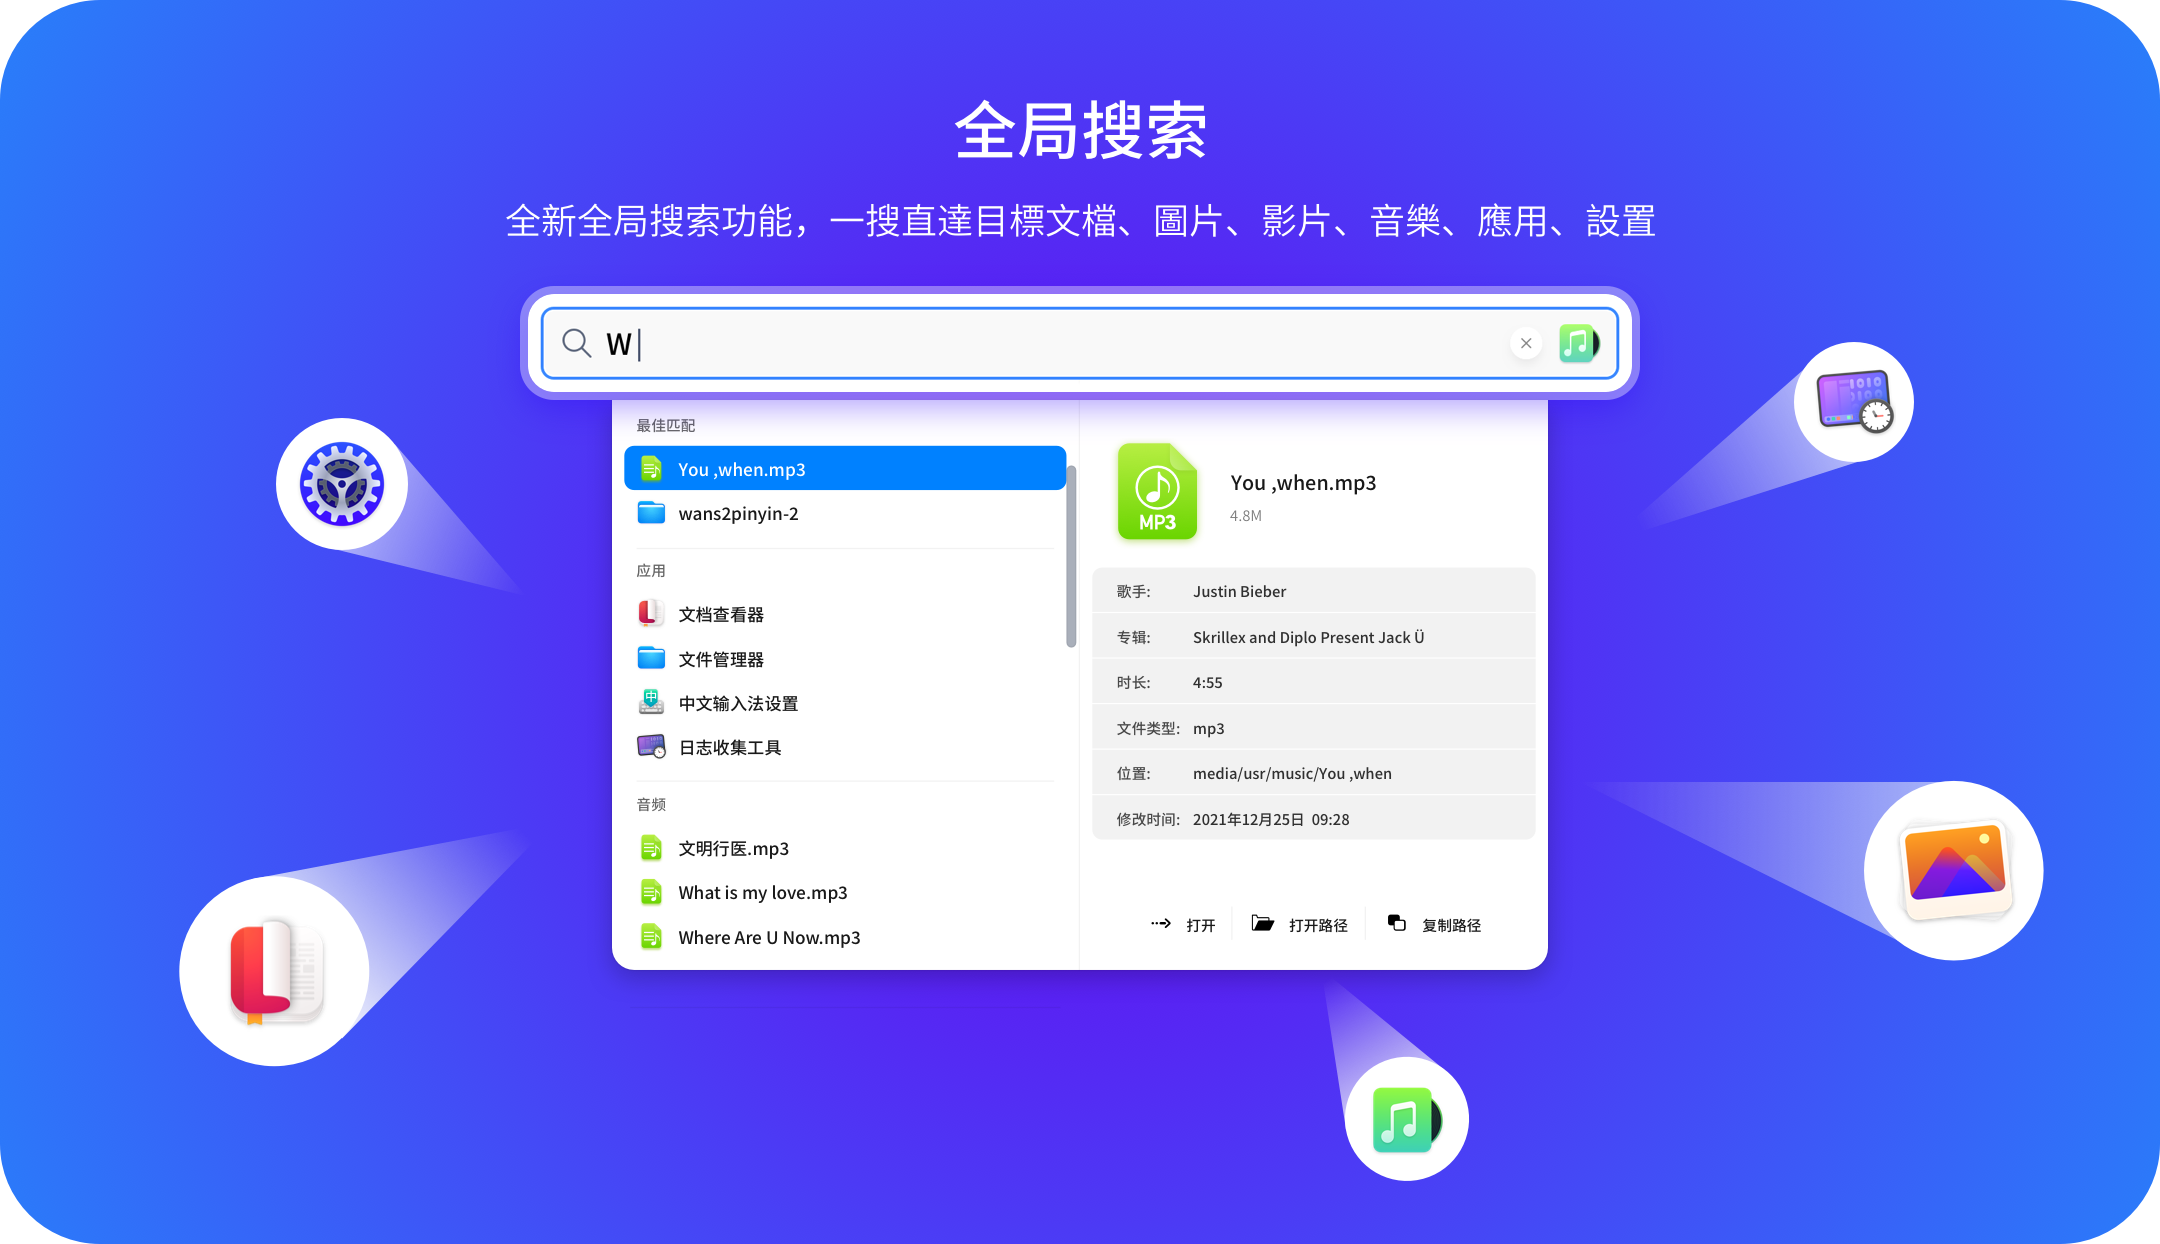 全局搜索
全新全局搜索功能，一搜直達目標文檔、圖片、影片、音樂、應用、設置
W
最佳匹配
You ,when.mp3
wans2pinyin-2
应用
文档查看器
文件管理器
中文输入法设置
日志收集工具
音频
文明行医.mp3
What is my love.mp3
Where Are U Now.mp3
MP3
You ,when.mp3
4.8M
歌手: Justin Bieber
专辑: Skrillex and Diplo Present Jack Ü
时长: 4:55
文件类型: mp3
位置: media/usr/music/You ,when
修改时间: 2021年12月25日 09:28
打开 打开路径 复制路径